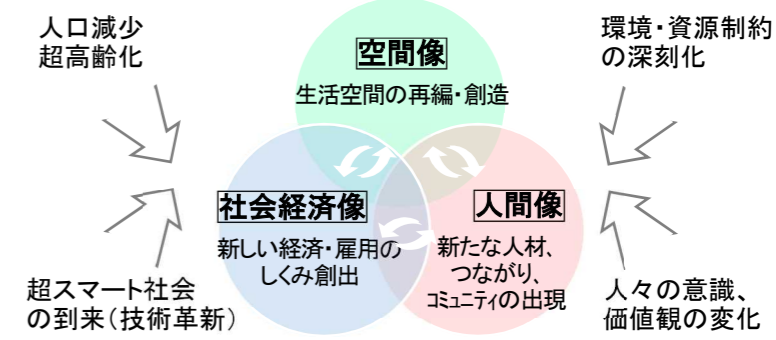 人口減少
超高齢化
空間像
生活空間の再編・創造
環境・資源制約
の深刻化
社会経済像
新しい経済・雇用の
しくみ創出
人間像
新たな人材、
つながり、
コミュニティの出現
超スマート社会
の到来（技術革新）
人々の意識、
価値観の変化